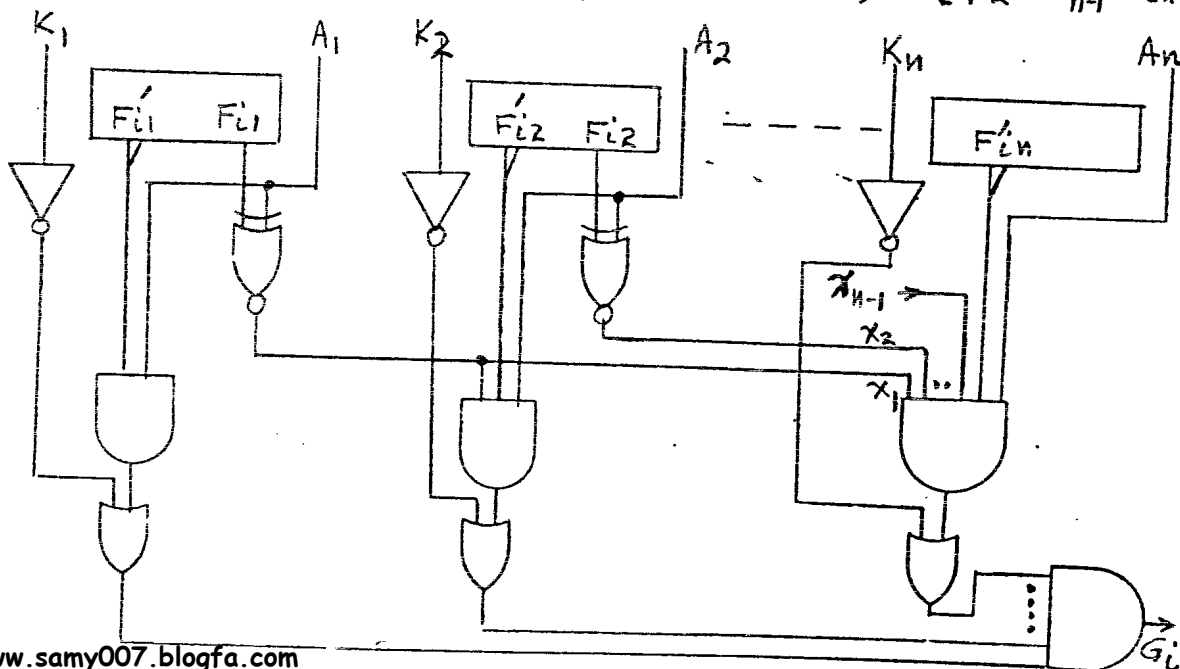 K1 A1 K2 A2 Kn An
F'i1 Fi1 F'i2 Fi2 F'in
xn-1
x2
x1
Gi
www.samy007.blogfa.com